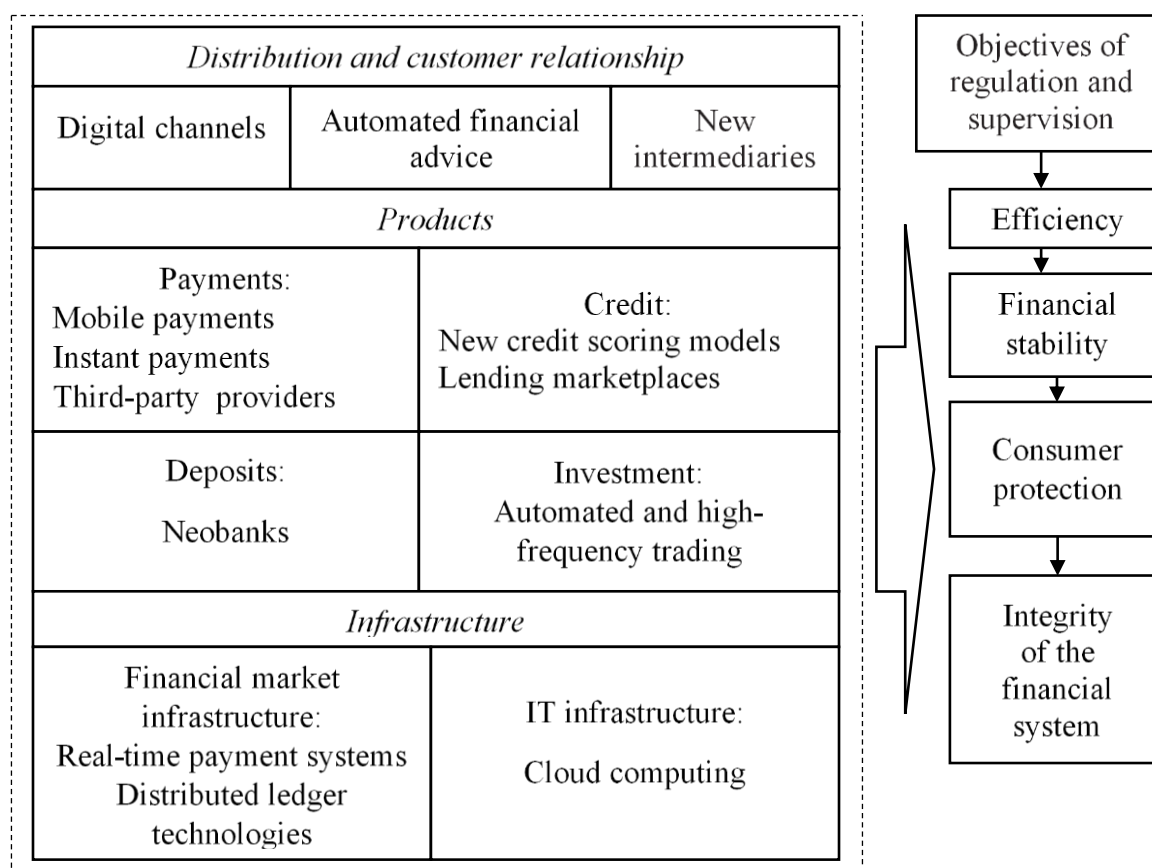 Distribution and customer relationship
Digital channels
Automated financial
advice
New
intermediaries
Products
Payments:
Mobile payments
Instant payments
Third-party providers
Credit:
New credit scoring models
Lending marketplaces
Deposits:
Neobanks
Investment:
Automated and high-
frequency trading
Infrastructure
Financial market
infrastructure:
Real-time payment systems
Distributed ledger
technologies
IT infrastructure:
Cloud computing
Objectives of
regulation and
supervision
Efficiency
Financial
stability
Consumer
protection
Integrity
of the
financial
system